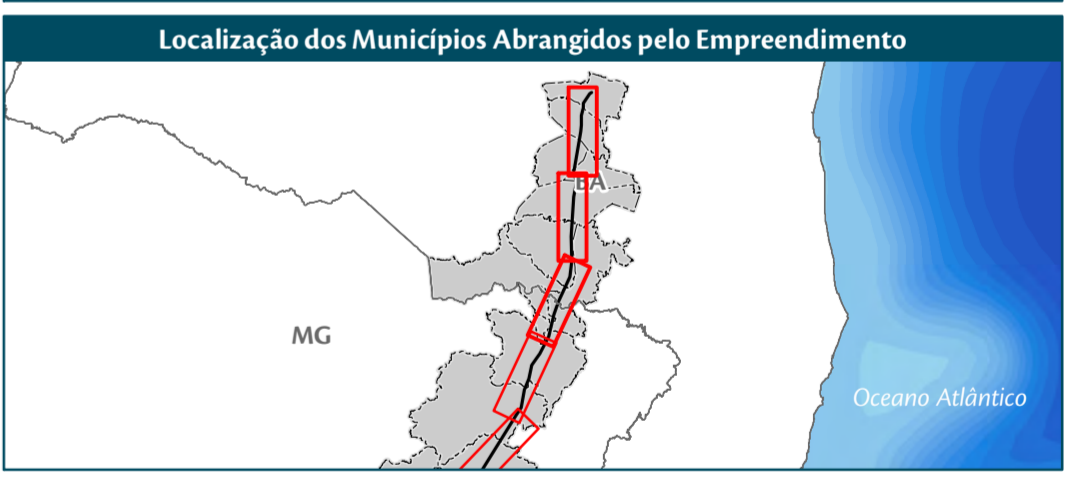 Localização dos Municípios Abrangidos pelo Empreendimento
BA
MG
Oceano Atlântico